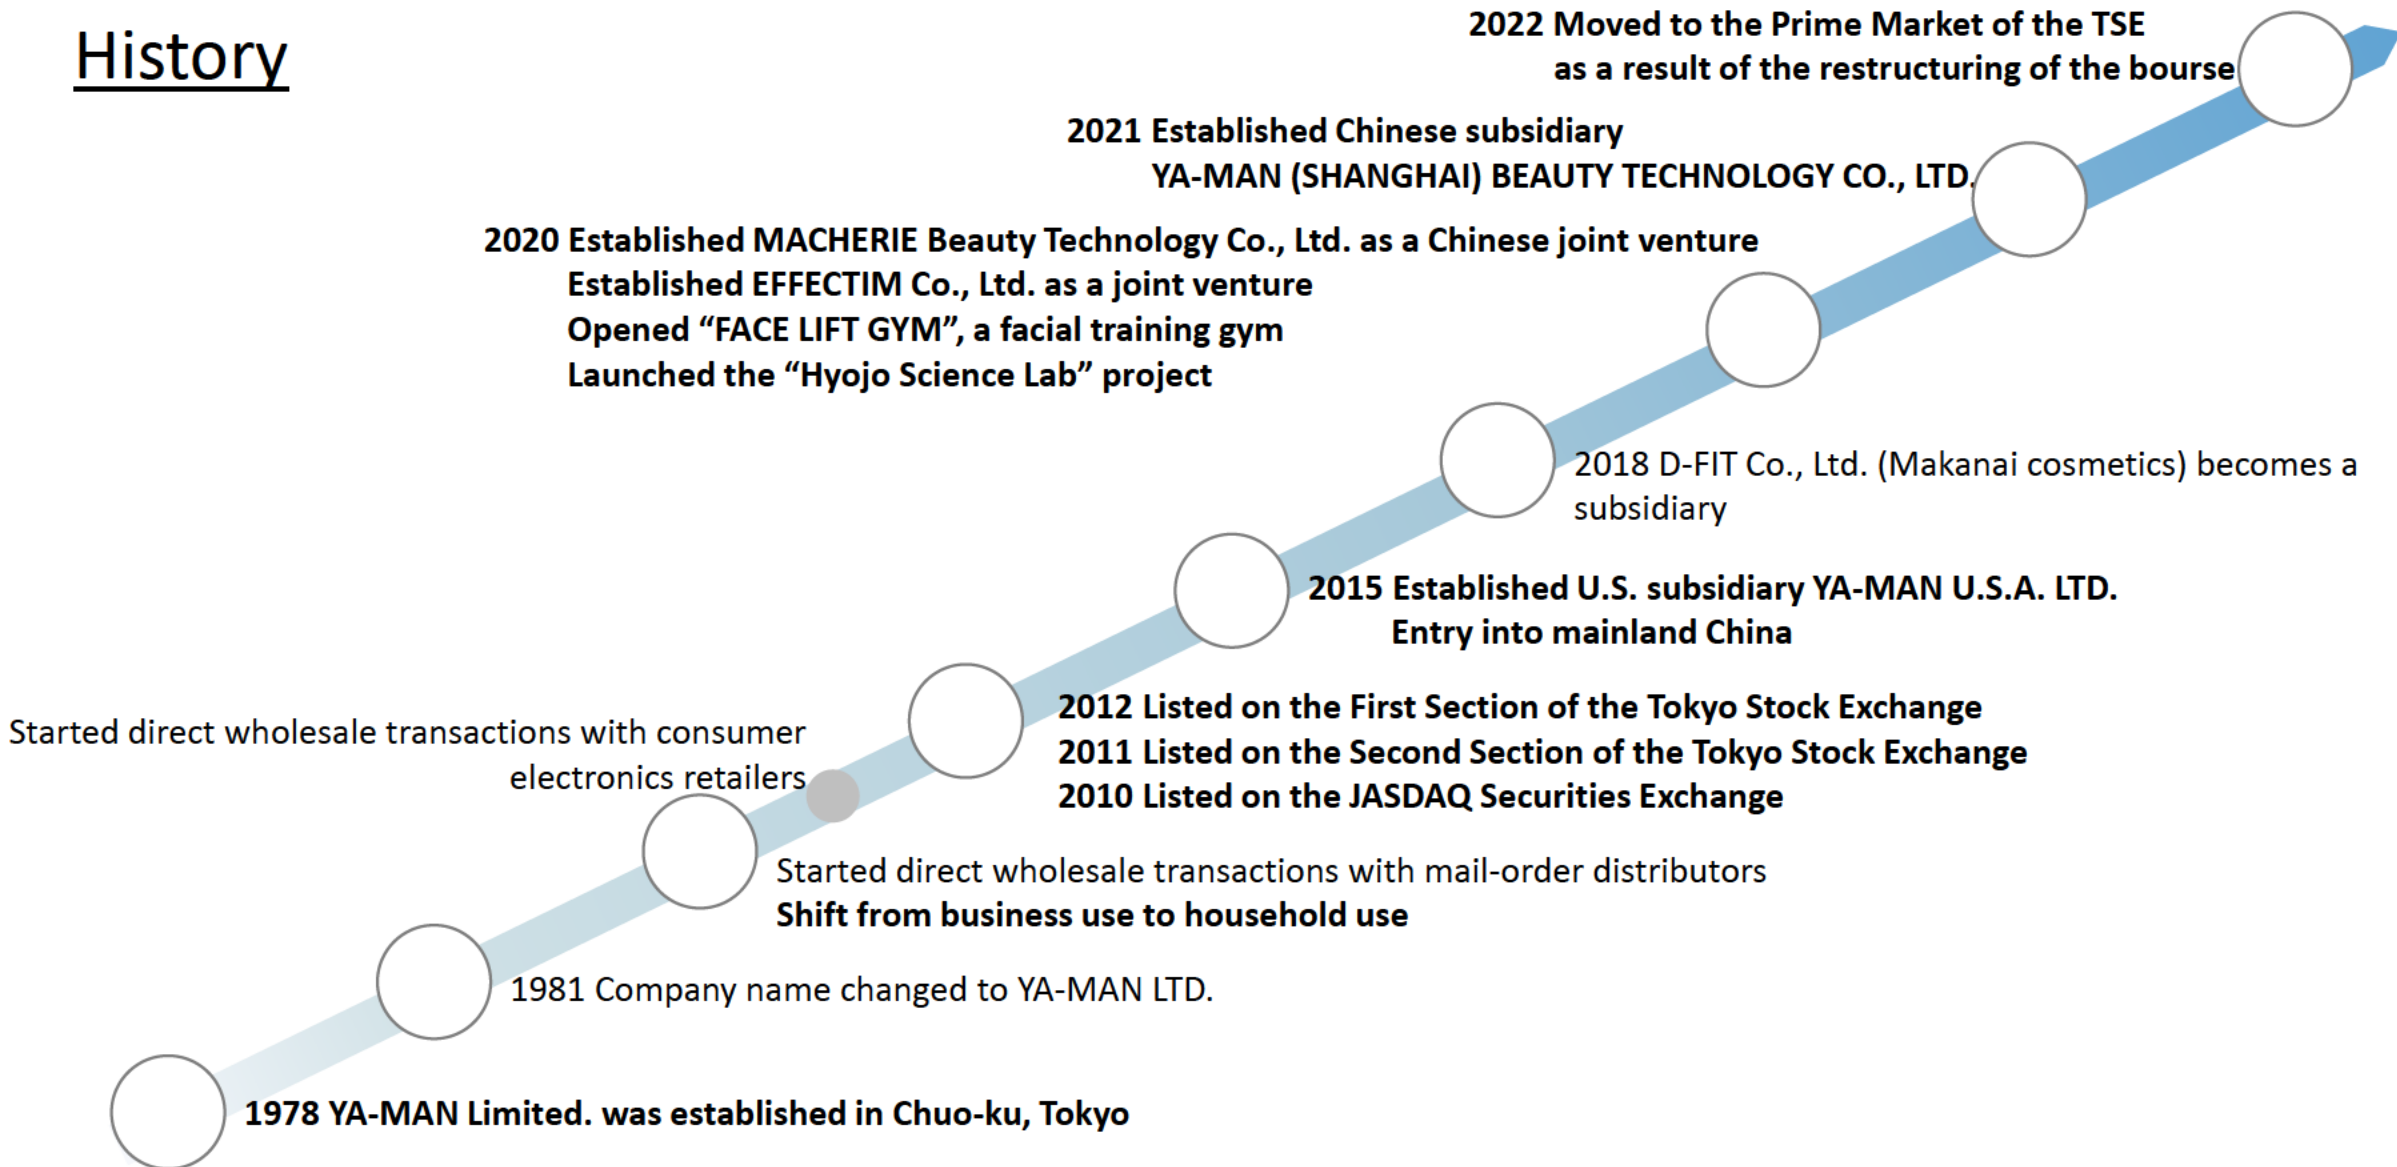 History
2022 Moved to the Prime Market of the TSE
as a result of the restructuring of the bourse
2021 Established Chinese subsidiary
YA-MAN (SHANGHAI) BEAUTY TECHNOLOGY CO., LTD.
2020 Established MACHERIE Beauty Technology Co., Ltd. as a Chinese joint venture
Established EFFECTIM Co., Ltd. as a joint venture
Opened “FACE LIFT GYM”, a facial training gym
Launched the “Hyojo Science Lab” project
2018 D-FIT Co., Ltd. (Makanai cosmetics) becomes a
subsidiary
2015 Established U.S. subsidiary YA-MAN U.S.A. LTD.
Entry into mainland China
2012 Listed on the First Section of the Tokyo Stock Exchange
2011 Listed on the Second Section of the Tokyo Stock Exchange
2010 Listed on the JASDAQ Securities Exchange
Started direct wholesale transactions with consumer
electronics retailers
Started direct wholesale transactions with mail-order distributors
Shift from business use to household use
1981 Company name changed to YA-MAN LTD.
1978 YA-MAN Limited. was established in Chuo-ku, Tokyo